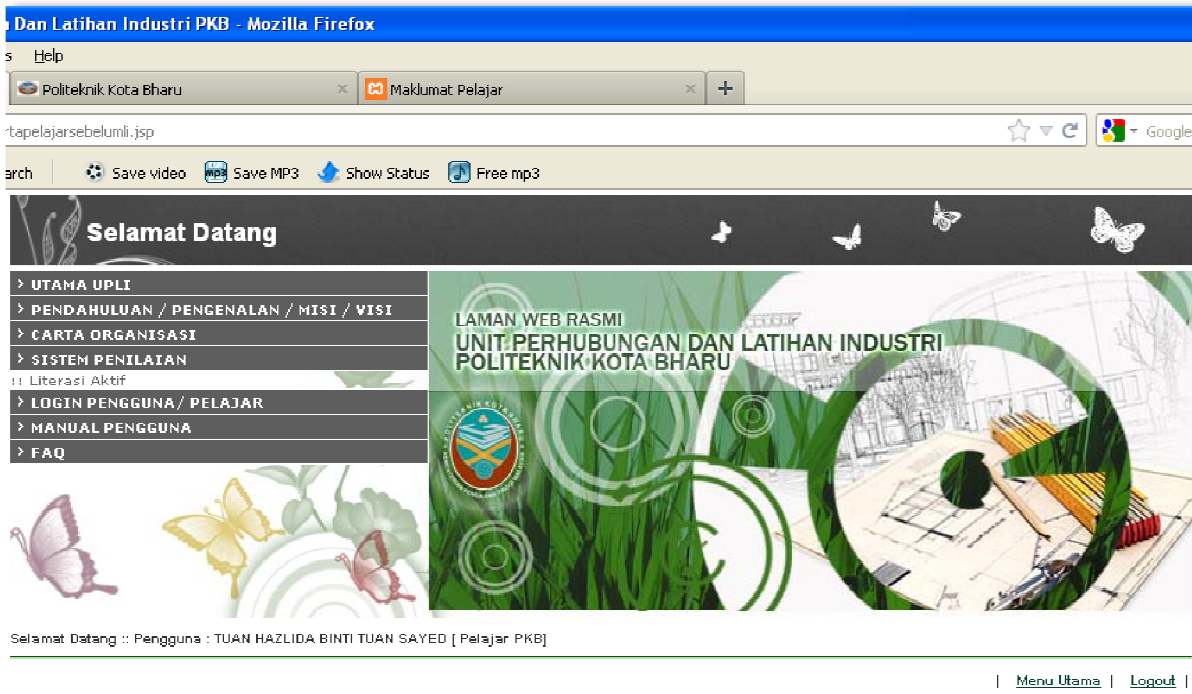 Dan Latihan Industri PKB - Mozilla Firefox
s Help
Politeknik Kota Bharu
Maklumat Pelajar
rtapelajarsebelumli.jsp
Google
arch Save video Save MP3 Show Status Free mp3
Selamat Datang
> UTAMA UPLI
> PENDAHULUAN / PENGENALAN / MISI / VISI
> CARTA ORGANISASI
> SISTEM PENILAIAN
:: Literasi Aktif
> LOGIN PENGGUNA/ PELAJAR
> MANUAL PENGGUNA
> FAQ
LAMAN WEB RASMI
UNIT PERHUBUNGAN DAN LATIHAN INDUSTRI
POLITEKNIK KOTA BHARU
Selamat Datang :: Pengguna : TUAN HAZLIDA BINTI TUAN SAYED [ Pelajar PKB]
| Menu Utama | Logout |